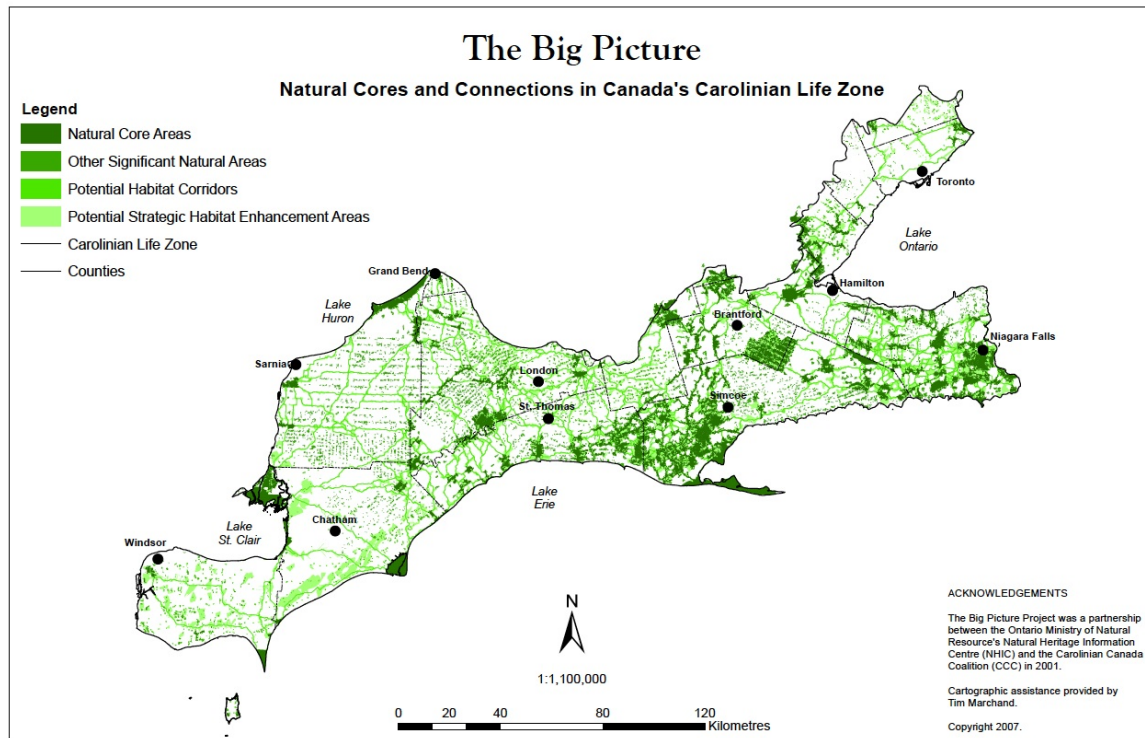 The Big Picture
Natural Cores and Connections in Canada's Carolinian Life Zone
Legend
Natural Core Areas
Other Significant Natural Areas
Potential Habitat Corridors
Potential Strategic Habitat Enhancement Areas
Carolinian Life Zone
Counties
Toronto
Lake
Ontario
Grand Bend
Hamilton
Lake
Huron
Brantford
Niagara Falls
Sarnia
London
Simcoe
St. Thomas
Lake
Erie
Chatham
Lake
St. Clair
Windsor
N
1:1,100,000
0 20 40 80 120
Kilometres
ACKNOWLEDGEMENTS
The Big Picture Project was a partnership
between the Ontario Ministry of Natural
Resource's Natural Heritage Information
Centre (NHIC) and the Carolinian Canada
Coalition (CCC) in 2001.
Cartographic assistance provided by
Tim Marchand.
Copyright 2007.